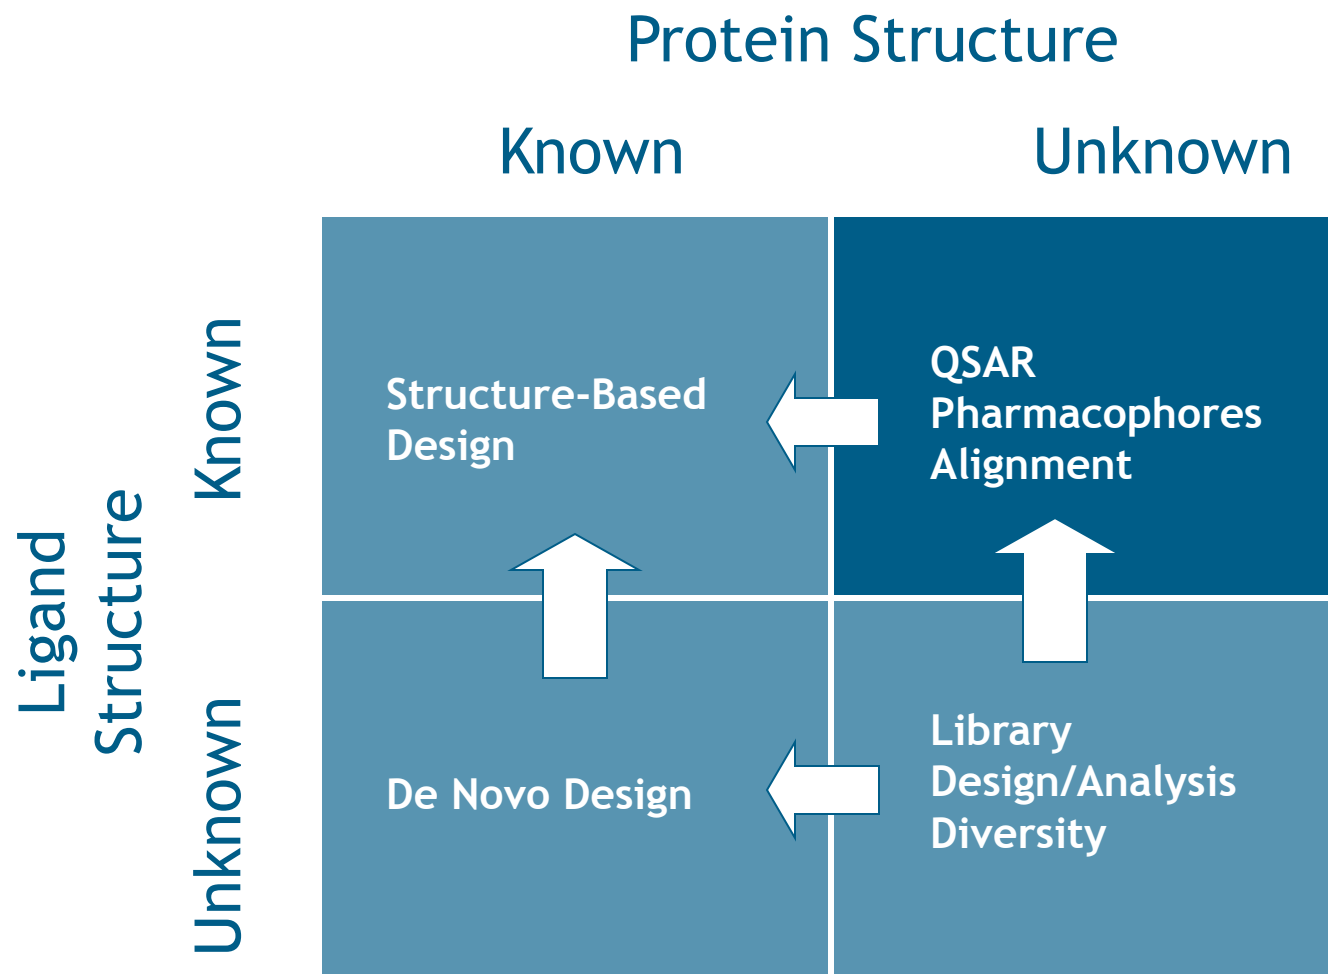 Protein Structure
Known
Unknown
Ligand
Structure
Known
Structure-Based
Design
QSAR
Pharmacophores
Alignment
Unknown
De Novo Design
Library
Design/Analysis
Diversity